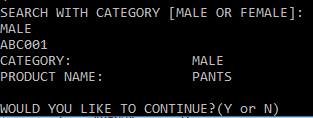 SEARCH WITH CATEGORY [MALE OR FEMALE]:
MALE
ABC001
CATEGORY: MALE
PRODUCT NAME: PANTS
WOULD YOU LIKE TO CONTINUE?(Y or N)